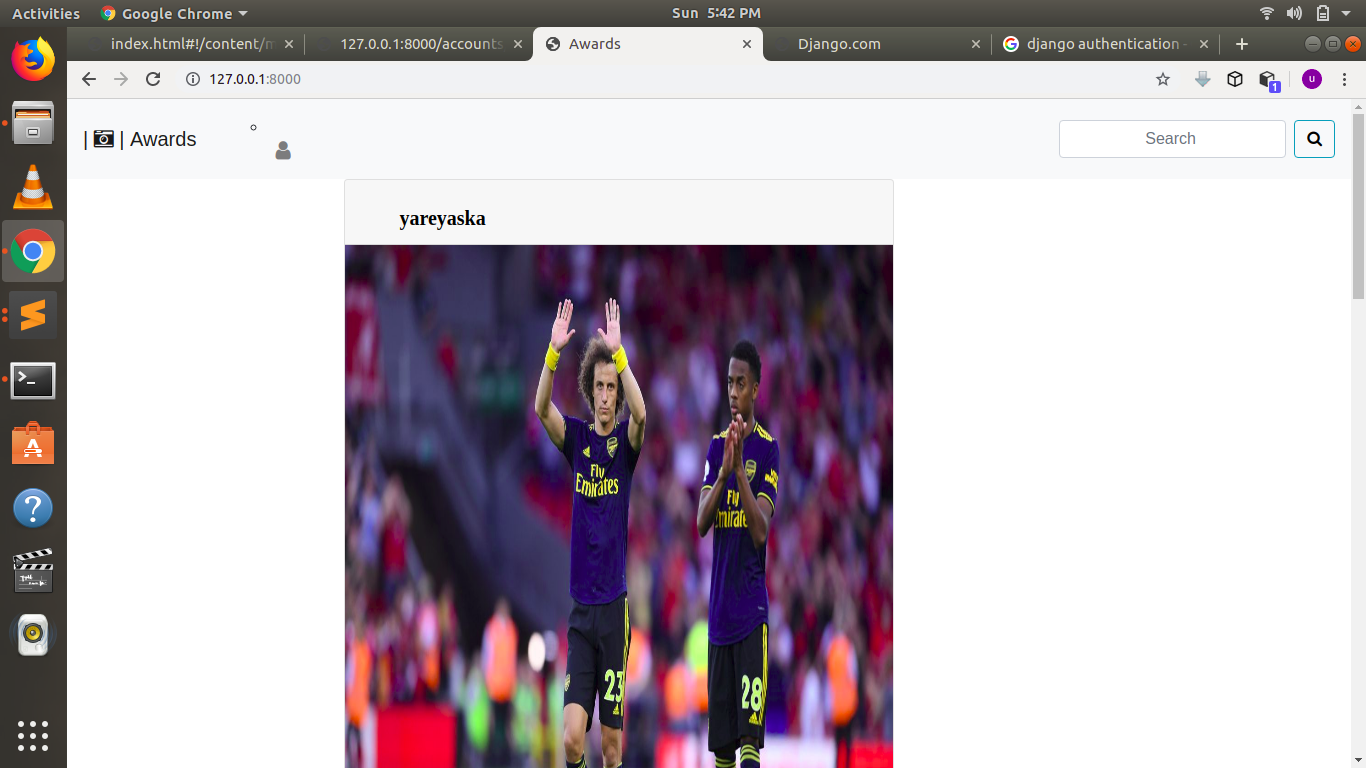 Activities Google Chrome Sun 5:42 PM
index.html#!/content/m 127.0.0.1:8000/accounts Awards Django.com django authentication -
127.0.0.1:8000 1 u
| | Awards Search
yareyaska
Fly
Emirates
Fly
Emirates
23
28